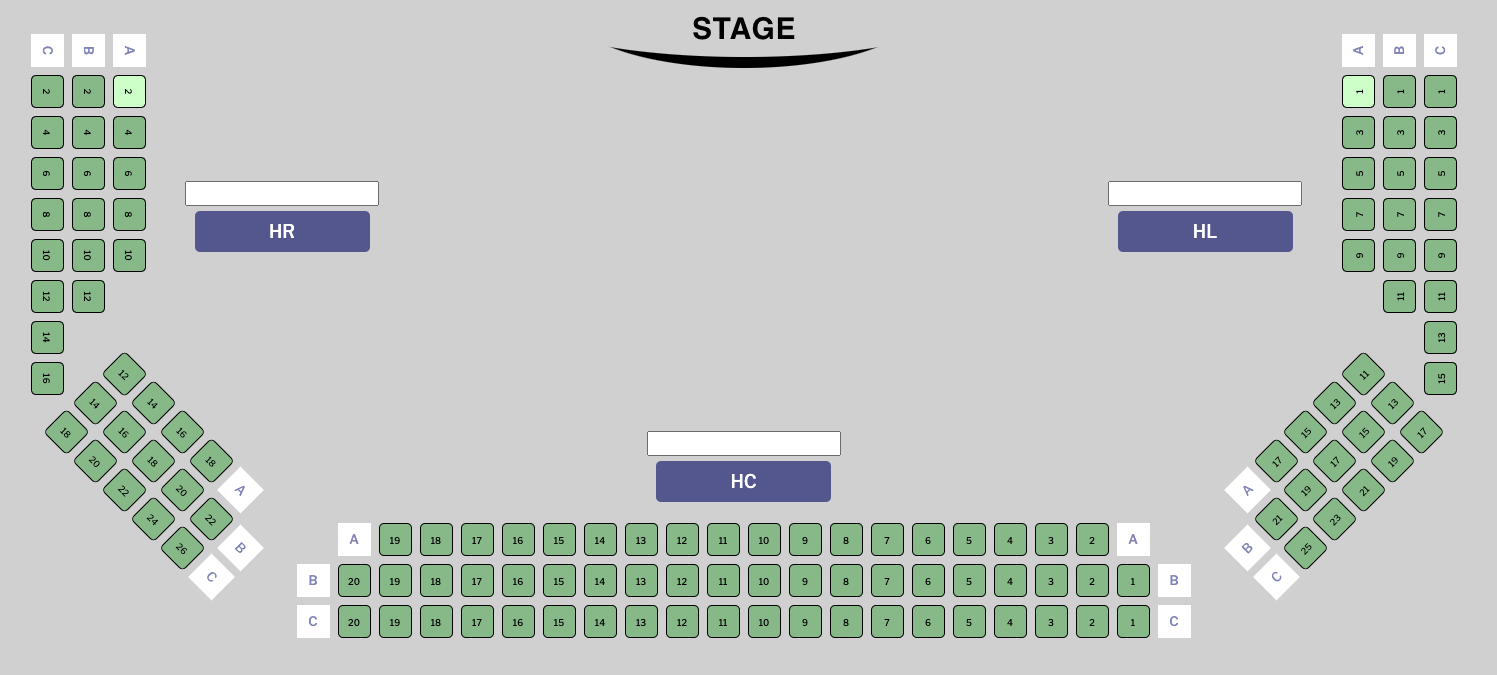 STAGE
C B A
2 2 2
4 4 4
6 6 6
8 8 8
10 10 10
12 12
14
16
HR
A B C
1 1 1
3 3 3
5 5 5
7 7 7
9 9 9
11 11
13
15
HL
12 14 16 18 A
14 16 18 20 22 B
18 20 22 24 26 C
11 13 15 17 A
13 15 17 19 21 B
17 19 21 23 25 C
HC
A 19 18 17 16 15 14 13 12 11 10 9 8 7 6 5 4 3 2 A
B 20 19 18 17 16 15 14 13 12 11 10 9 8 7 6 5 4 3 2 1 B
C 20 19 18 17 16 15 14 13 12 11 10 9 8 7 6 5 4 3 2 1 C